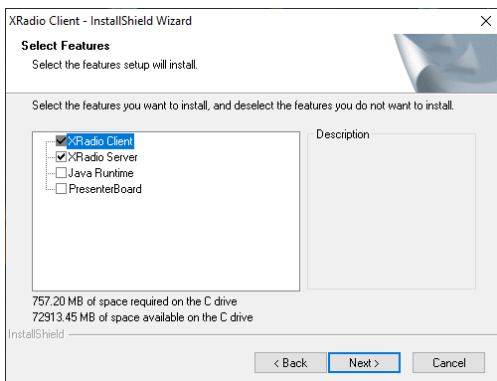 XRadio Client - InstallShield Wizard
Select Features
Select the features setup will install.
Select the features you want to install, and deselect the features you do not want to install.
XRadio Client
XRadio Server
Java Runtime
PresenterBoard
Description
757.20 MB of space required on the C drive
72913.45 MB of space available on the C drive
InstallShield
< Back
Next >
Cancel